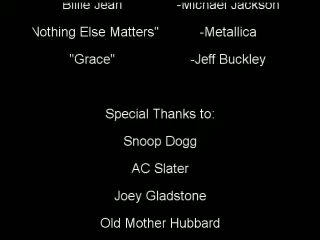 Billie Jean -Michael Jackson
Nothing Else Matters" -Metallica
"Grace" -Jeff Buckley
Special Thanks to:
Snoop Dogg
AC Slater
Joey Gladstone
Old Mother Hubbard